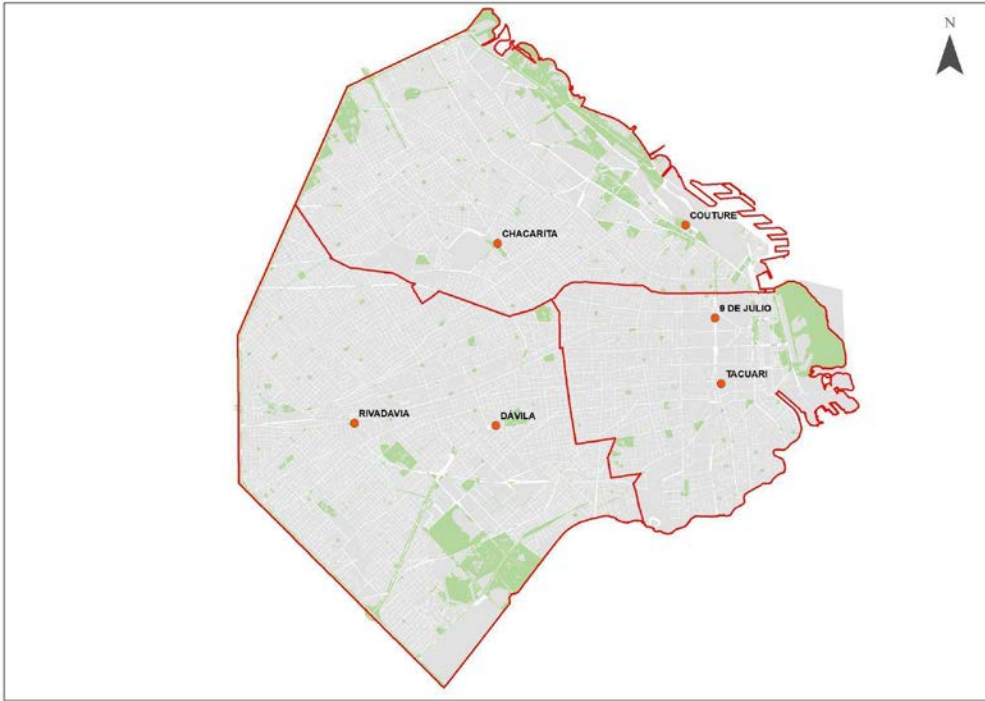 N
COUTURE
CHACARITA
9 DE JULIO
TACUARI
RIVADAVIA
DAVILA